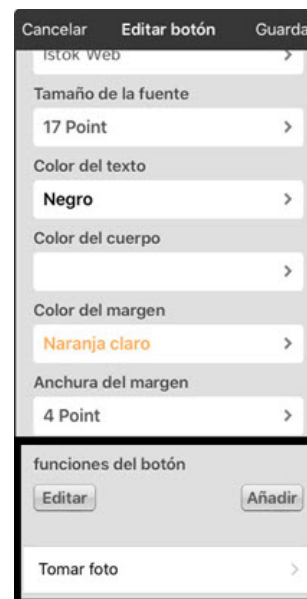 Cancelar Editar botón Guarda
Istok Web
Tamaño de la fuente
17 Point
Color del texto
Negro
Color del cuerpo
Color del margen
Naranja claro
Anchura del margen
4 Point
funciones del botón
Editar Añadir
Tomar foto